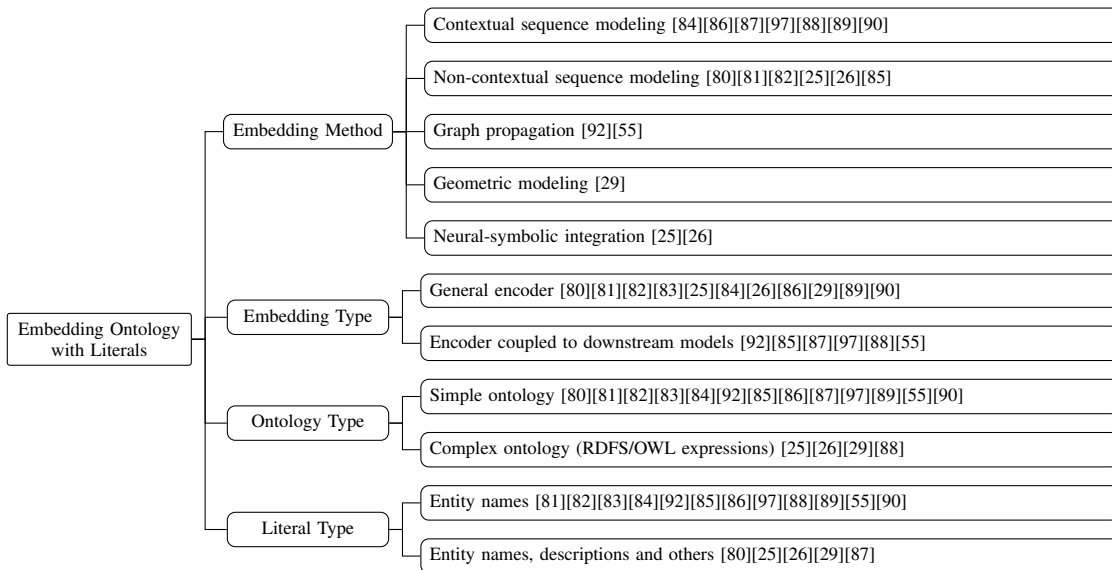 Embedding Ontology
with Literals
Embedding Method
Contextual sequence modeling [84][86][87][97][88][89][90]
Non-contextual sequence modeling [80][81][82][25][26][85]
Graph propagation [92][55]
Geometric modeling [29]
Neural-symbolic integration [25][26]
Embedding Type
General encoder [80][81][82][83][25][84][26][86][29][89][90]
Encoder coupled to downstream models [92][85][87][97][88][55]
Ontology Type
Simple ontology [80][81][82][83][84][92][85][86][87][97][89][55][90]
Complex ontology (RDFS/OWL expressions) [25][26][29][88]
Literal Type
Entity names [81][82][83][84][92][85][86][97][88][89][55][90]
Entity names, descriptions and others [80][25][26][29][87]